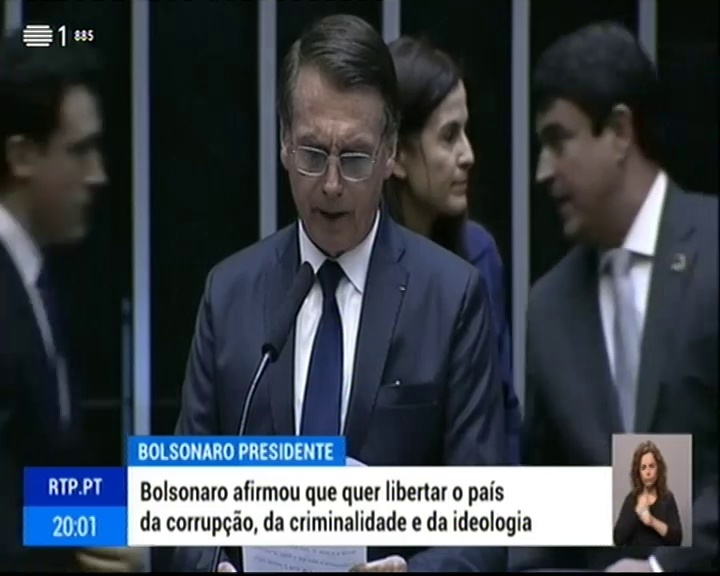 1 885
BOLSONARO PRESIDENTE
RTP.PT
20:01
Bolsonaro afirmou que quer libertar o país
da corrupção, da criminalidade e da ideologia